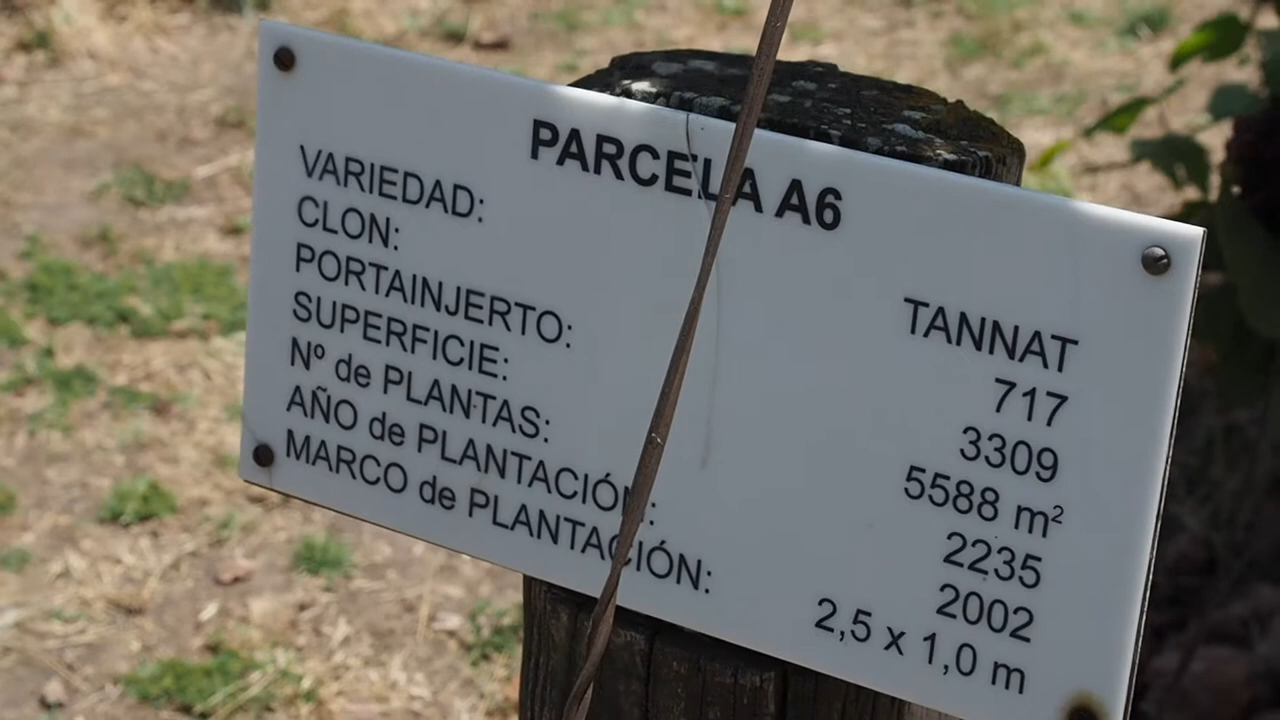 PARCELA A6
VARIEDAD: TANNAT
CLON: 717
PORTAINJERTO: 3309
SUPERFICIE: 5588 m²
Nº de PLANTAS: 2235
AÑO de PLANTACIÓN: 2002
MARCO de PLANTACIÓN: 2,5 x 1,0 m